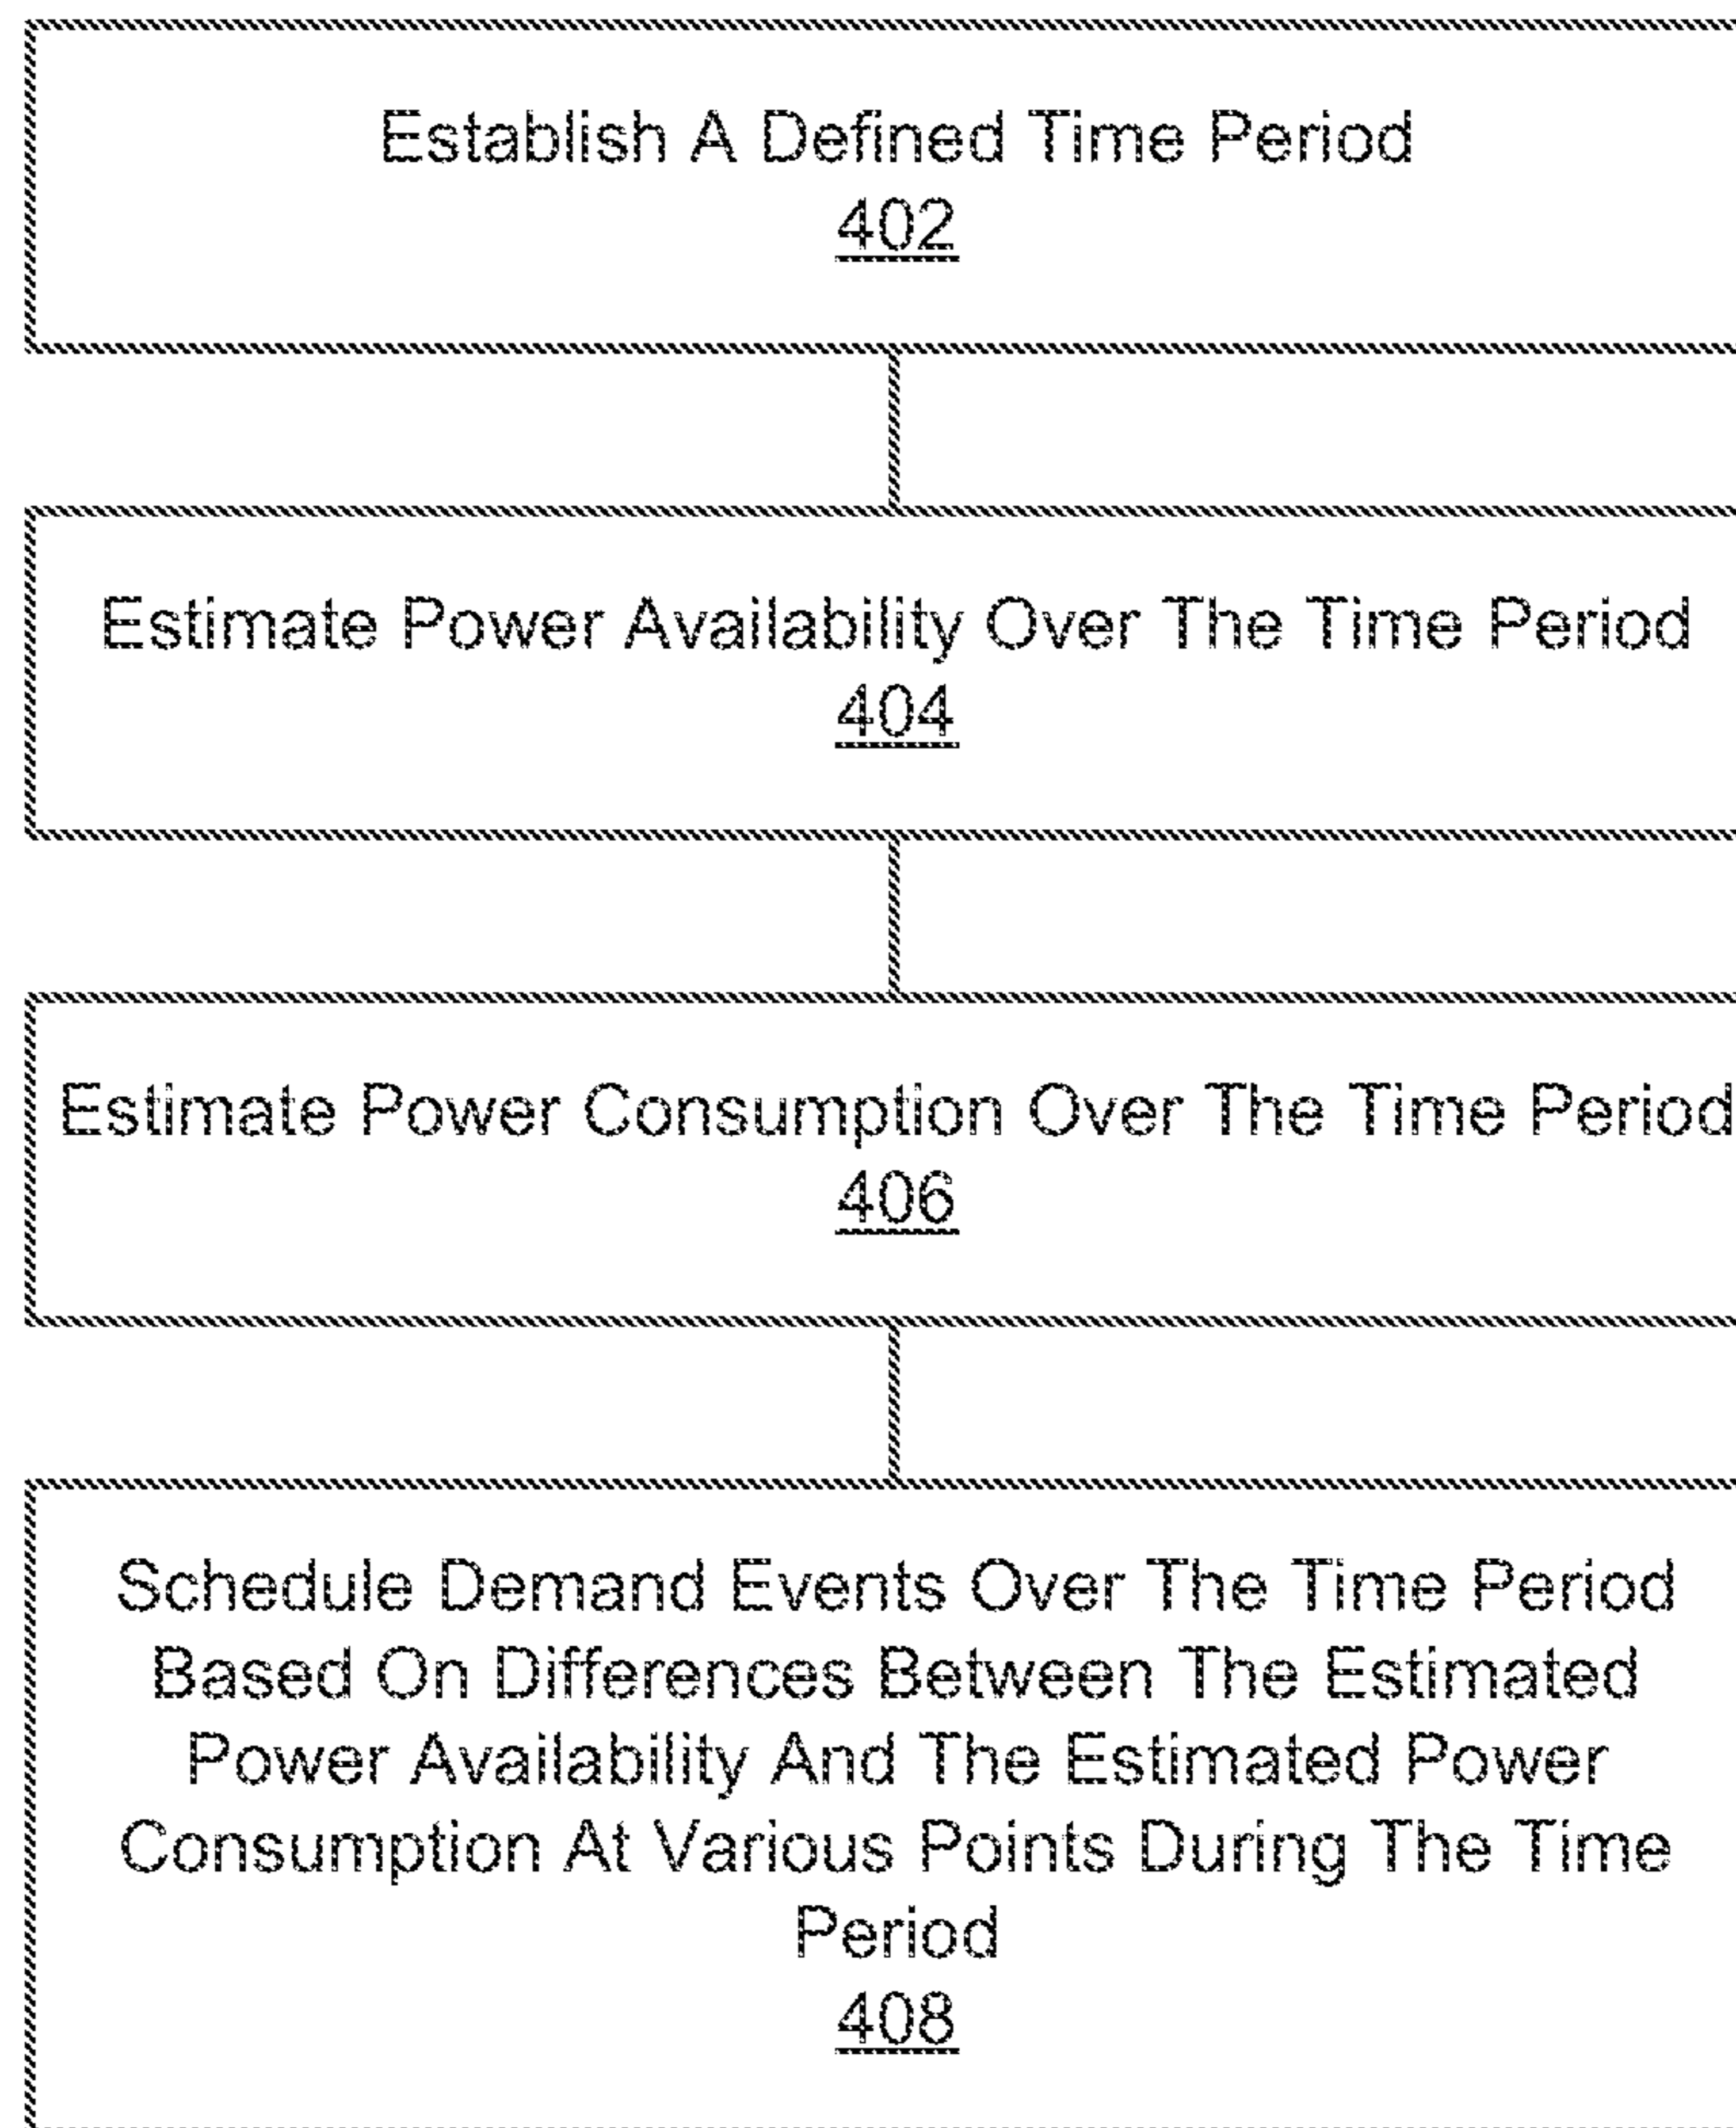 Establish A Defined Time Period
402
Estimate Power Availability Over The Time Period
404
Estimate Power Consumption Over The Time Period
406
Schedule Demand Events Over The Time Period
Based On Differences Between The Estimated
Power Availability And The Estimated Power
Consumption At Various Points During The Time
Period
408